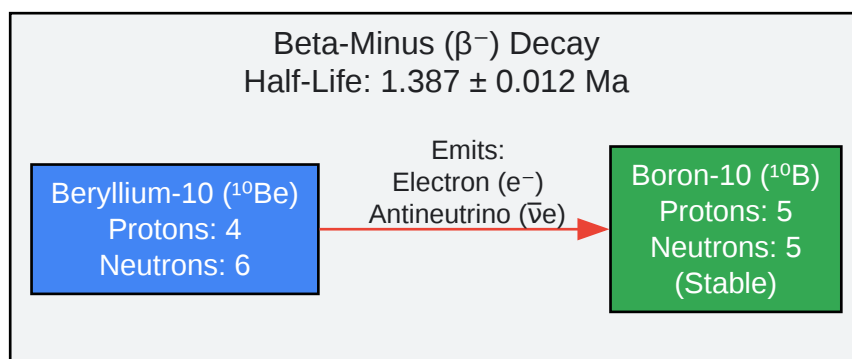 Beta-Minus (β⁻) Decay
Half-Life: 1.387 ± 0.012 Ma
Beryllium-10 (¹⁰Be)
Protons: 4
Neutrons: 6
Emits:
Electron (e⁻)
Antineutrino (ν̅e)
Boron-10 (¹⁰B)
Protons: 5
Neutrons: 5
(Stable)